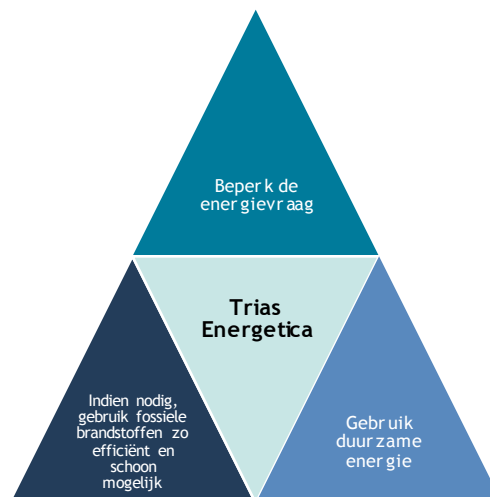 Beperk de
energievraag
Trias
Energetica
Indien nodig,
gebruik fossiele
brandstoffen zo
efficiënt en
schoon
mogelijk
Gebruik
duurzame
energie